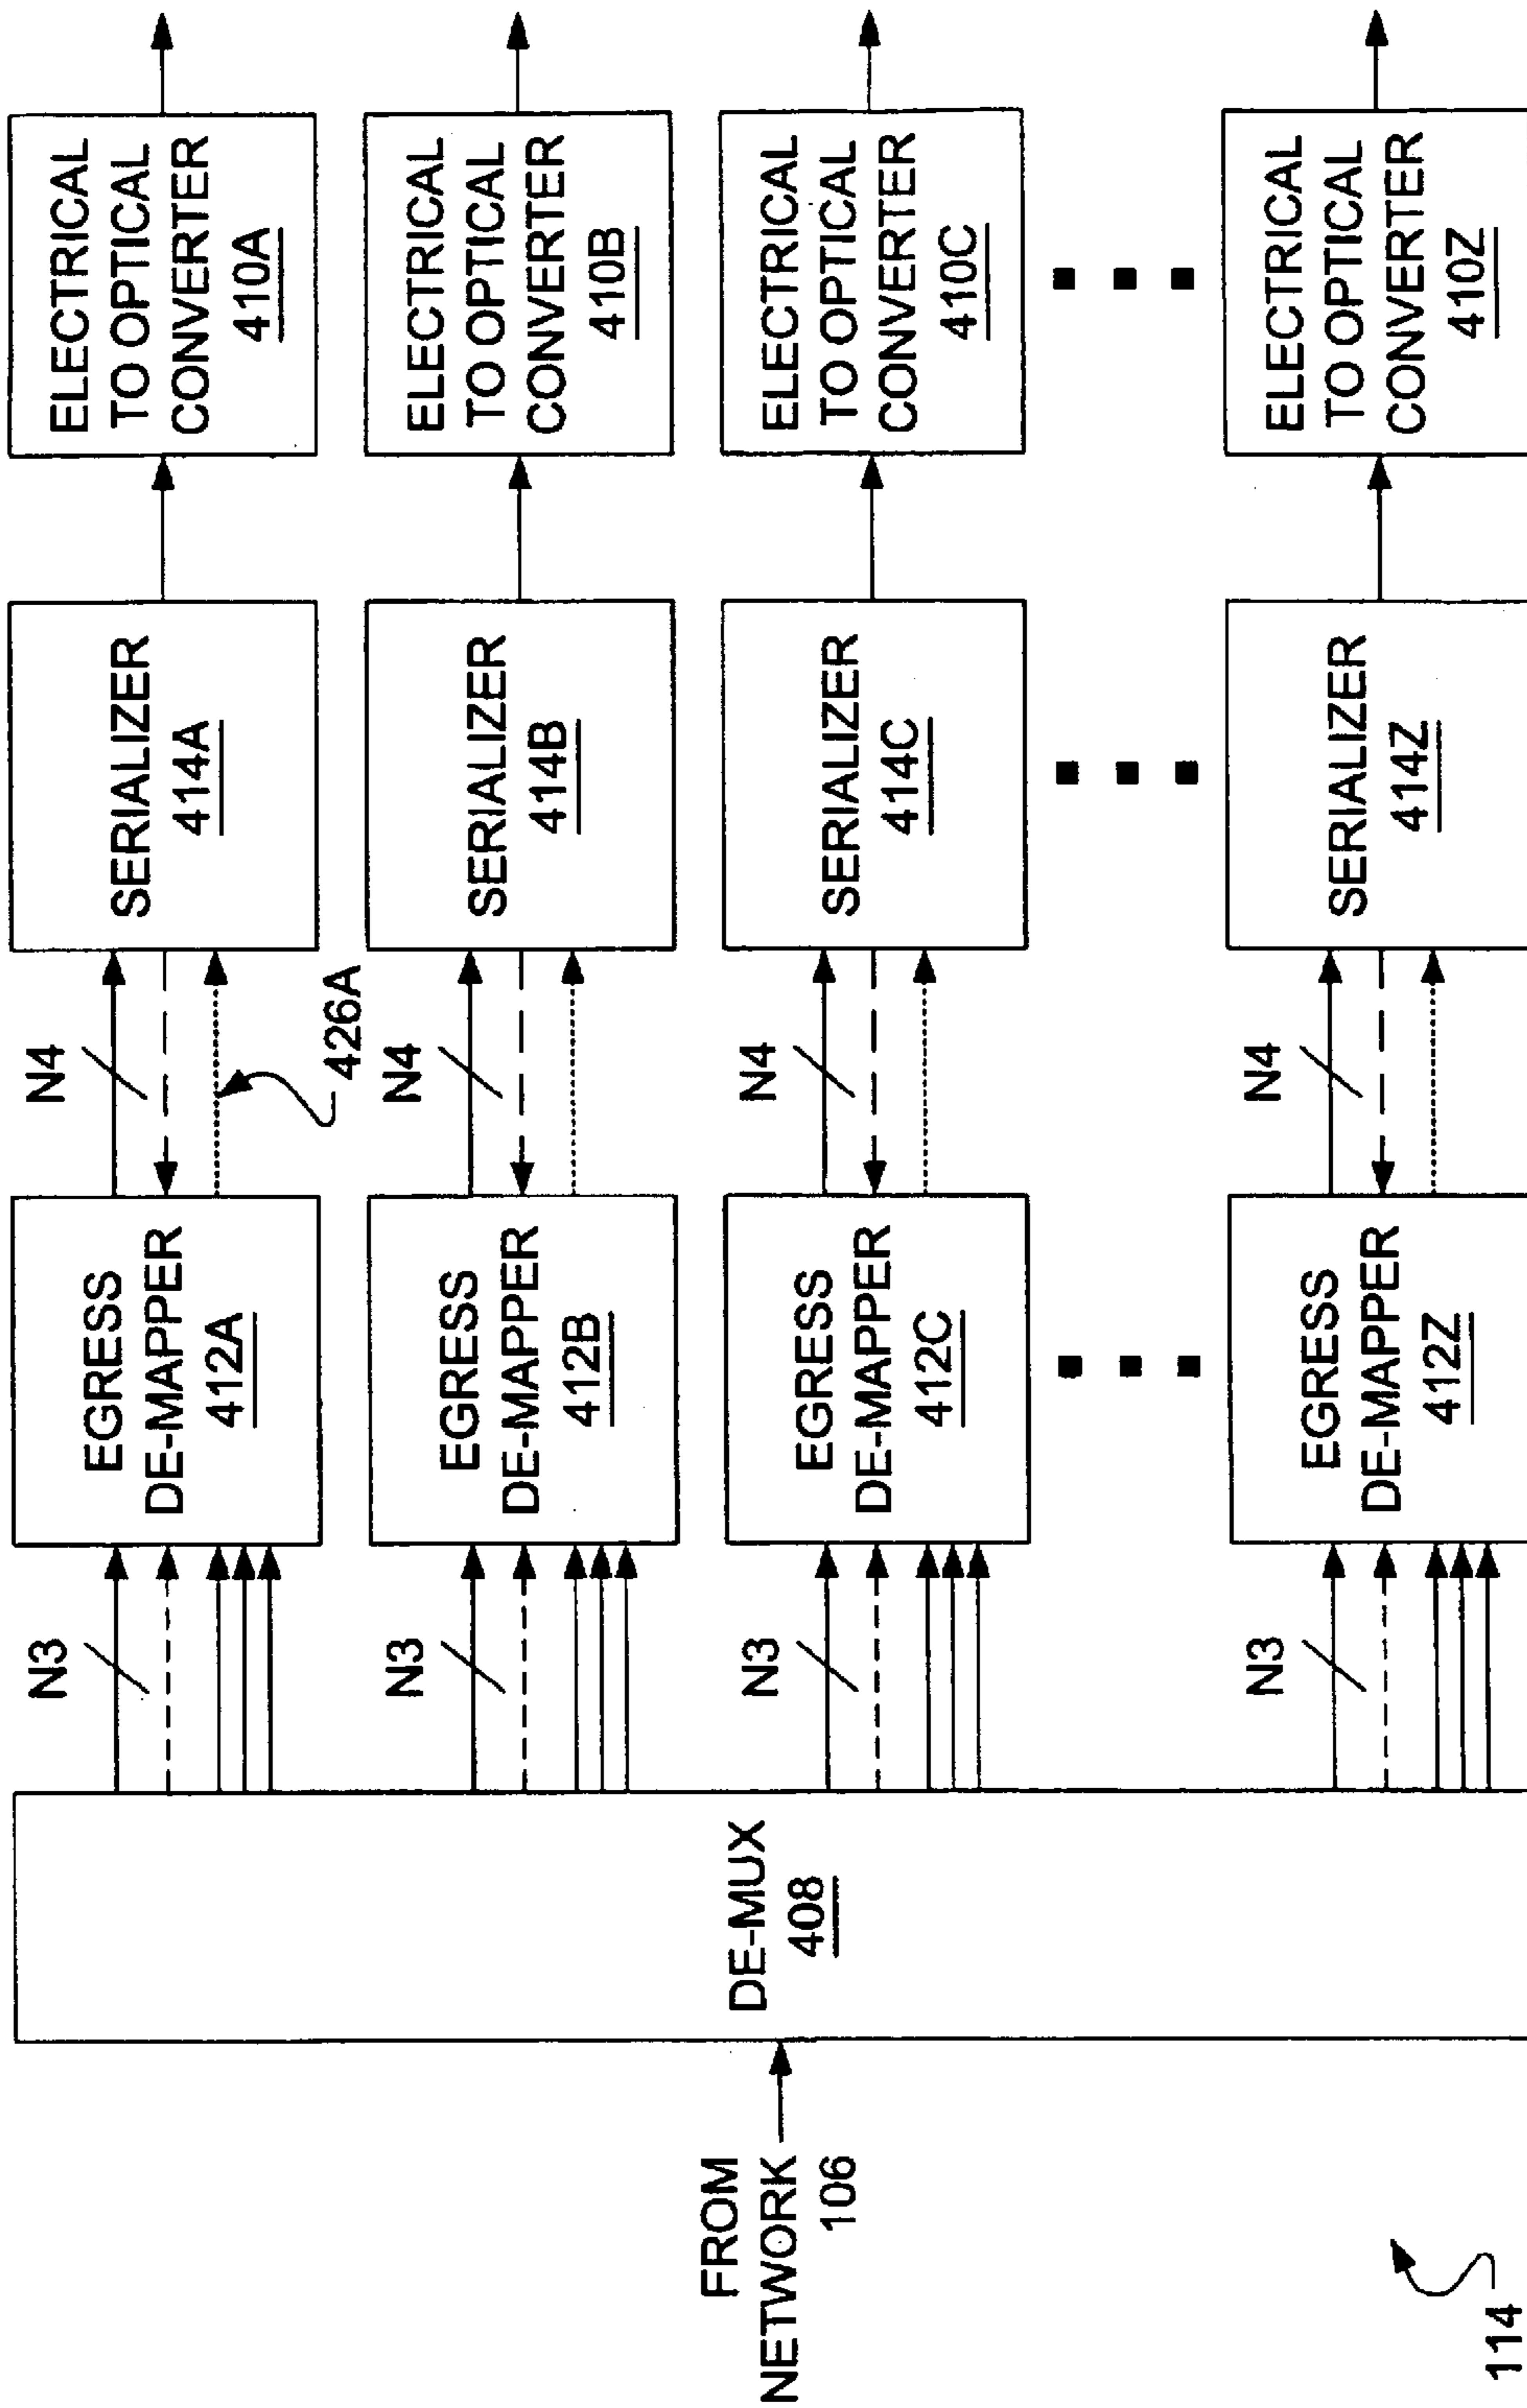 FROM
NETWORK
106
114
DE-MUX
408
N3
EGRESS
DE-MAPPER
412A
N4
426A
SERIALIZER
414A
ELECTRICAL
TO OPTICAL
CONVERTER
410A
N3
EGRESS
DE-MAPPER
412B
N4
SERIALIZER
414B
ELECTRICAL
TO OPTICAL
CONVERTER
410B
N3
EGRESS
DE-MAPPER
412C
N4
SERIALIZER
414C
ELECTRICAL
TO OPTICAL
CONVERTER
410C
N3
EGRESS
DE-MAPPER
412Z
N4
SERIALIZER
414Z
ELECTRICAL
TO OPTICAL
CONVERTER
410Z